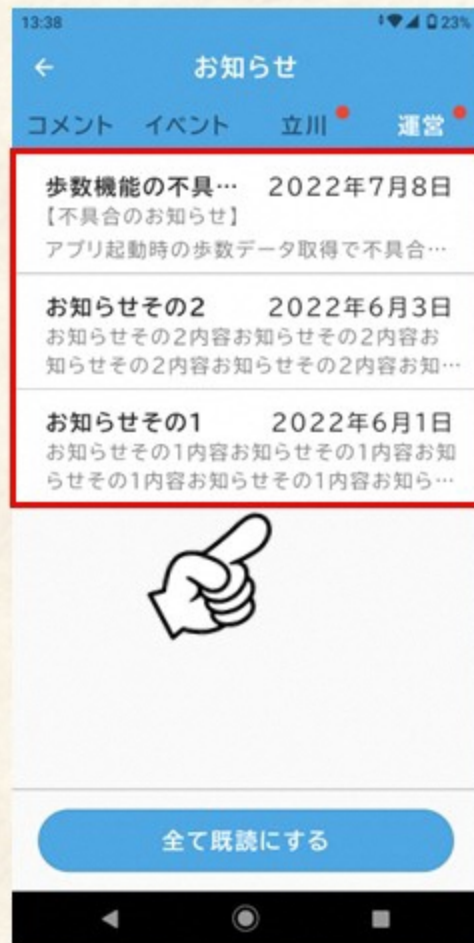 13:38 23%
お知らせ
コメント イベント 立川 運営
歩数機能の不具… 2022年7月8日
【不具合のお知らせ】
アプリ起動時の歩数データ取得で不具合…
お知らせその2 2022年6月3日
お知らせその2内容お知らせその2内容お
知らせその2内容お知らせその2内容お知…
お知らせその1 2022年6月1日
お知らせその1内容お知らせその1内容お知
らせその1内容お知らせその1内容お知ら…
全て既読にする